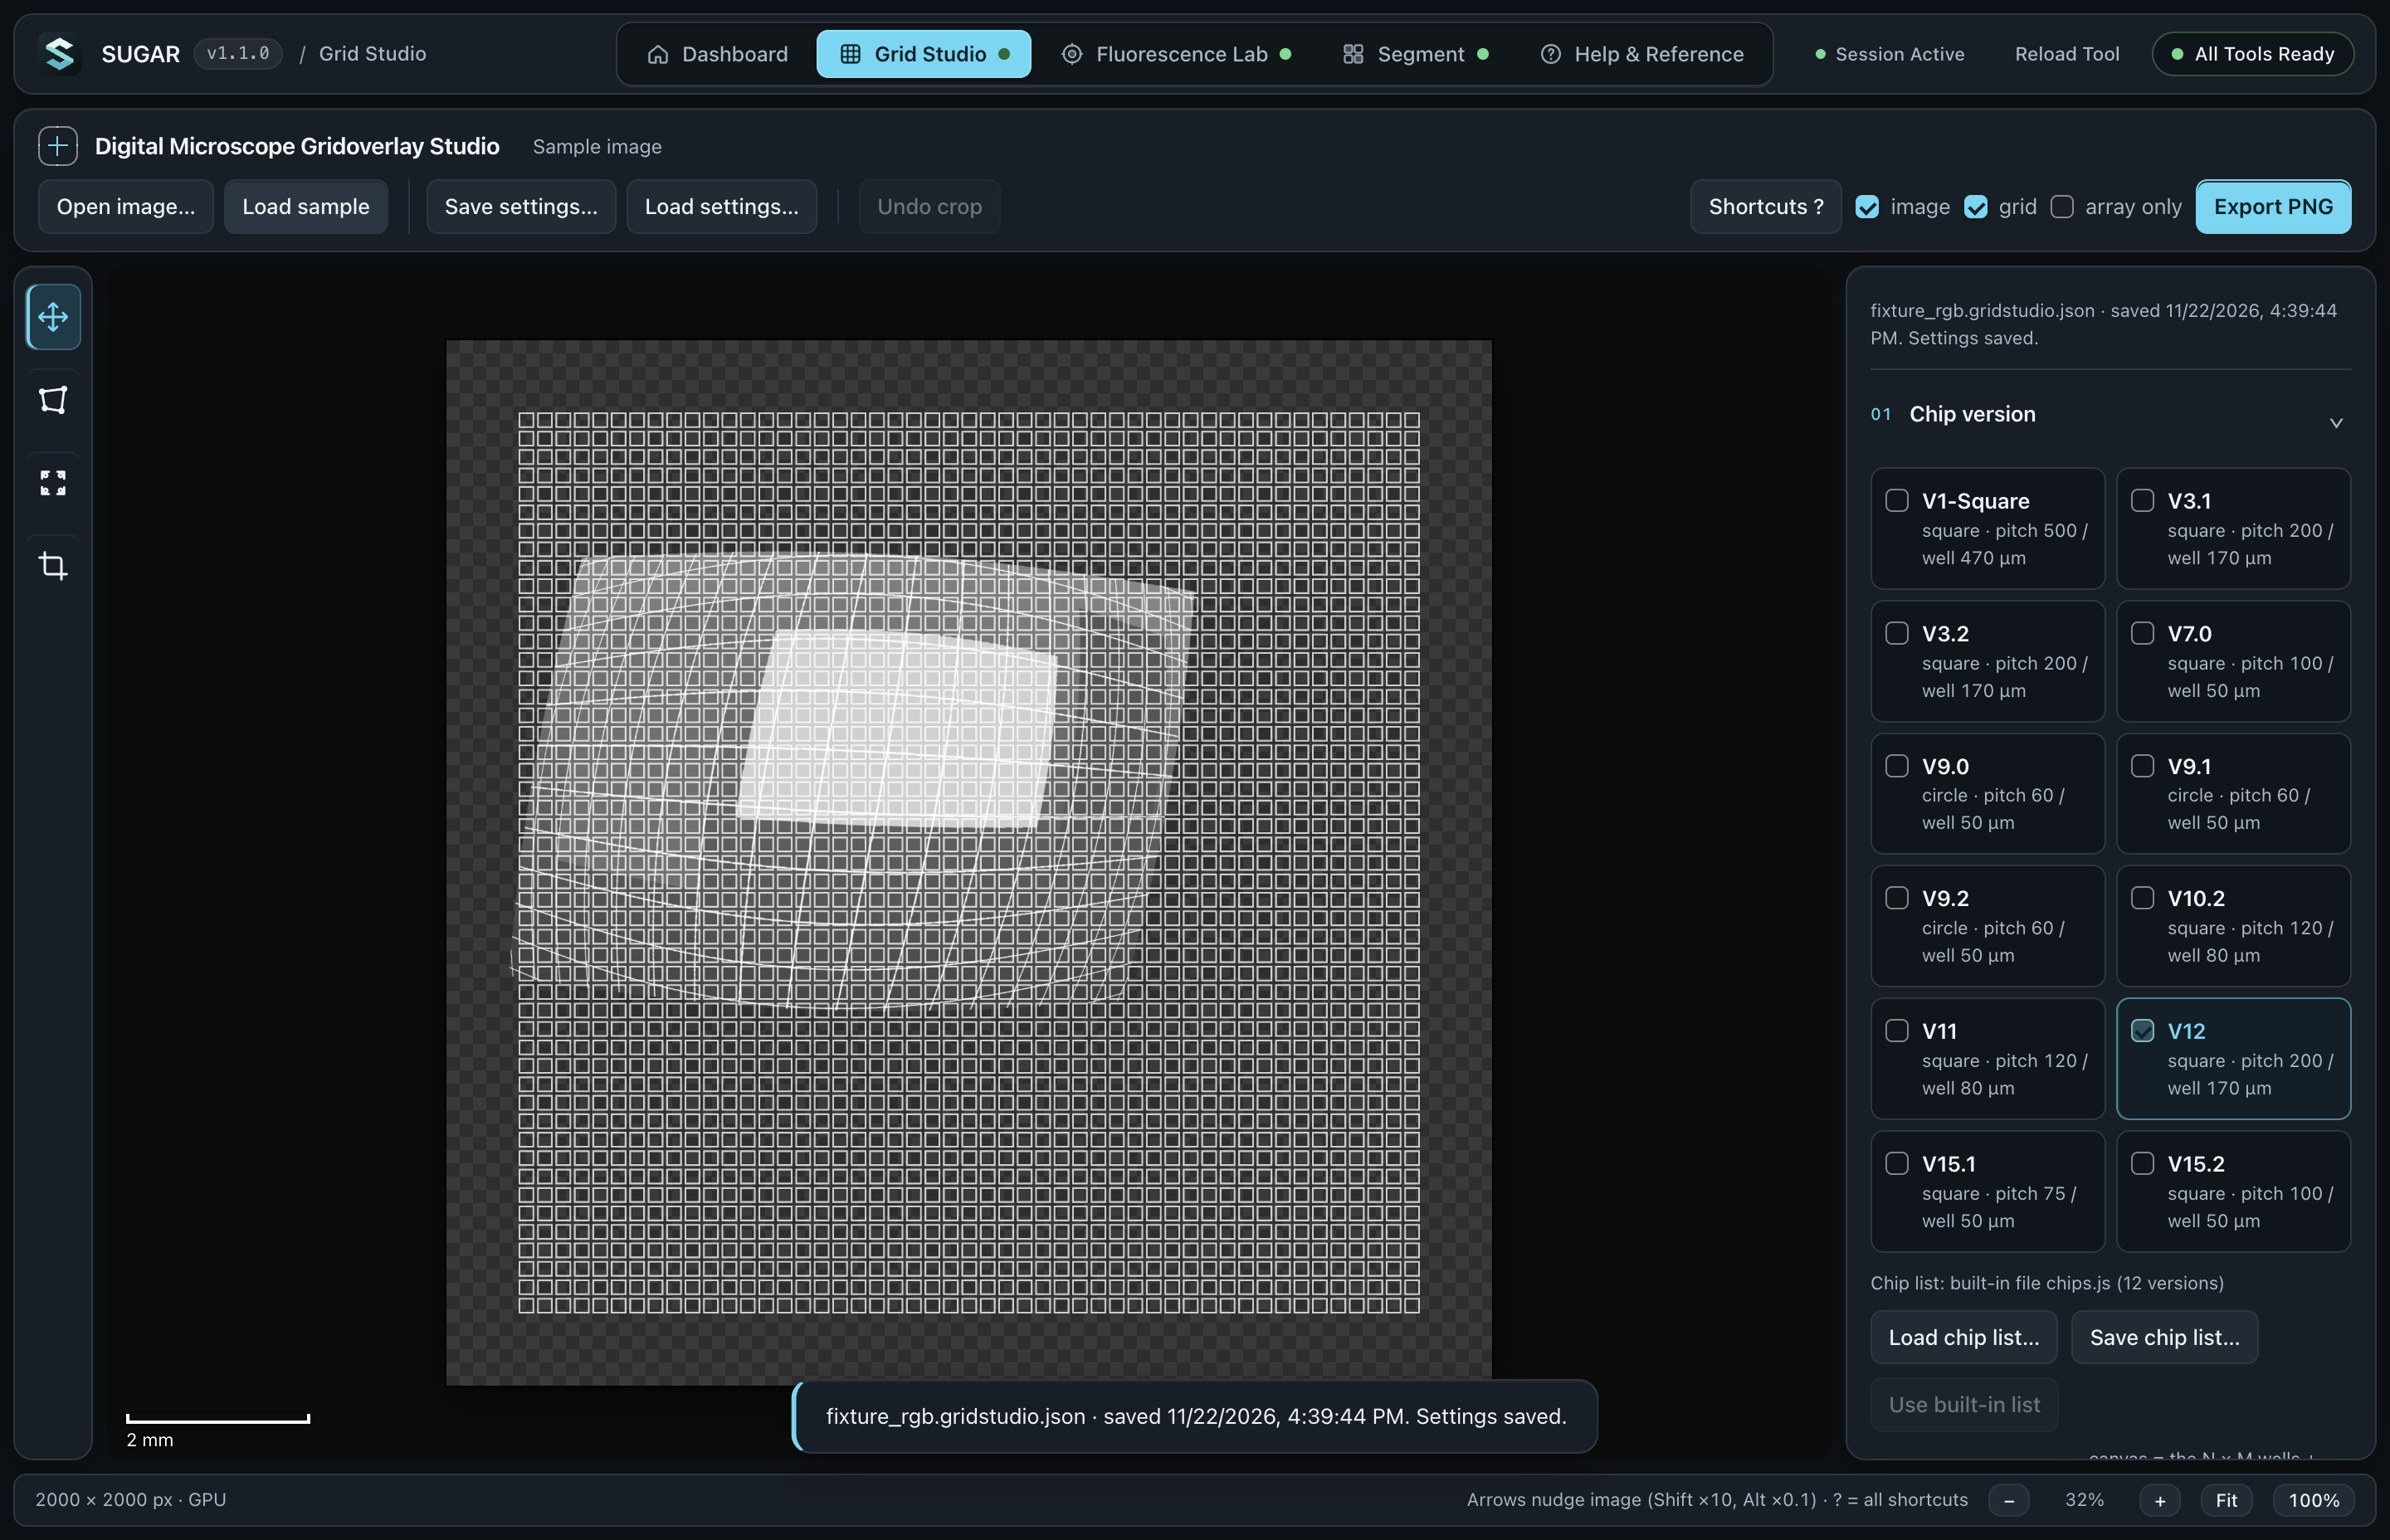 SUGAR v1.1.0 / Grid Studio
Dashboard
Grid Studio
Fluorescence Lab
Segment
Help & Reference
Session Active
Reload Tool
All Tools Ready
Digital Microscope Gridoverlay Studio
Sample image
Open image...
Load sample
Save settings...
Load settings...
Undo crop
Shortcuts ?
image
grid
array only
Export PNG
fixture_rgb.gridstudio.json · saved 11/22/2026, 4:39:44
PM. Settings saved.
01 Chip version
V1-Square
square · pitch 500 /
well 470 µm
V3.1
square · pitch 200 /
well 170 µm
V3.2
square · pitch 200 /
well 170 µm
V7.0
square · pitch 100 /
well 50 µm
V9.0
circle · pitch 60 /
well 50 µm
V9.1
circle · pitch 60 /
well 50 µm
V9.2
circle · pitch 60 /
well 50 µm
V10.2
square · pitch 120 /
well 80 µm
V11
square · pitch 120 /
well 80 µm
V12
square · pitch 200 /
well 170 µm
V15.1
square · pitch 75 /
well 50 µm
V15.2
square · pitch 100 /
well 50 µm
Chip list: built-in file chips.js (12 versions)
Load chip list...
Save chip list...
Use built-in list
2 mm
fixture_rgb.gridstudio.json · saved 11/22/2026, 4:39:44 PM. Settings saved.
2000 × 2000 px · GPU
Arrows nudge image (Shift ×10, Alt ×0.1) · ? = all shortcuts
−
32%
+
Fit
100%